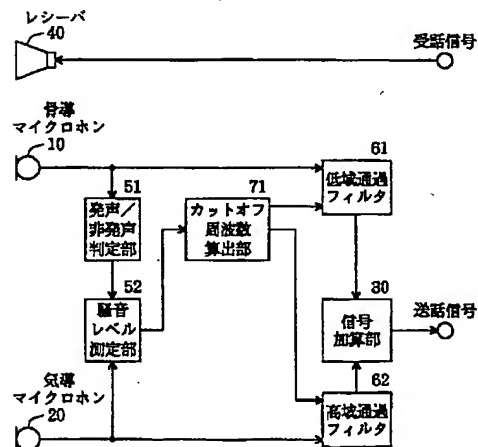 レシーバ
40
受話信号
骨導
マイクロホン
10
51
71
61
発声/
非発声
判定部
カットオフ
周波数
算出部
低域通過
フィルタ
52
80
騒音
レベル
測定部
信号
加算部
送話信号
気導
マイクロホン
20
62
高域通過
フィルタ